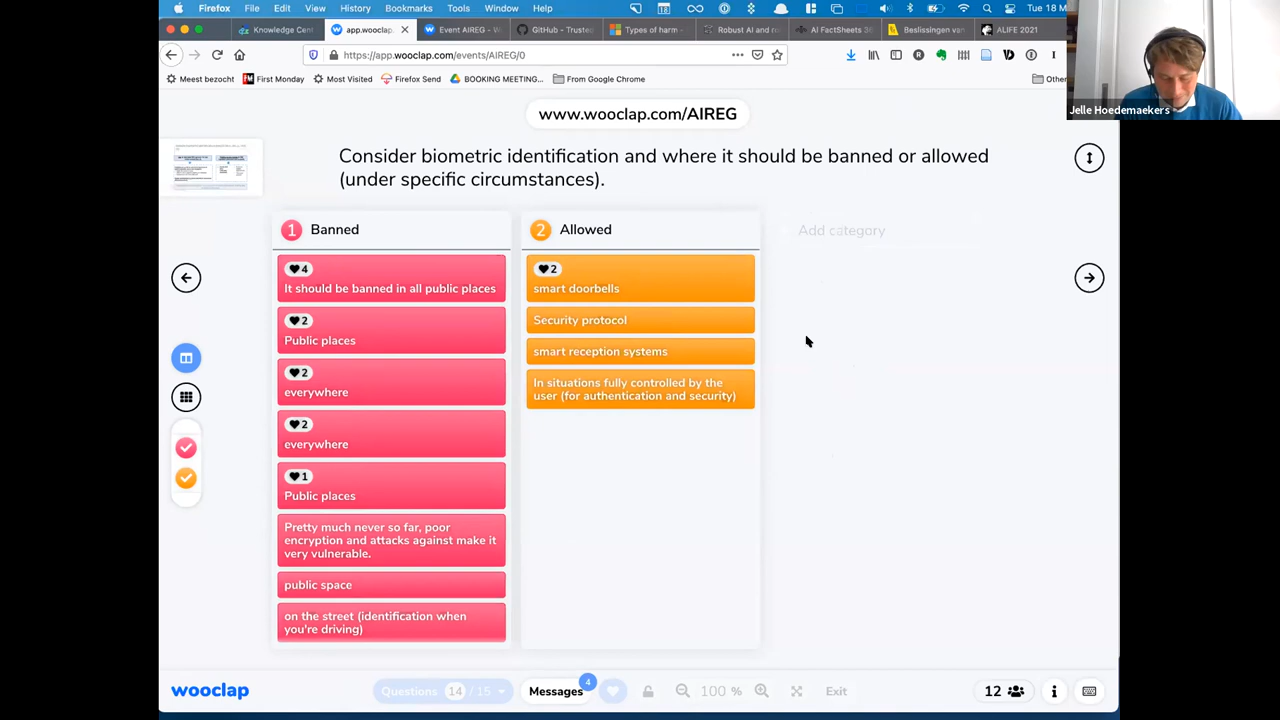 Firefox File Edit View History Bookmarks Tools Window Help
Tue 18 M
Knowledge Cent
app.wooclap.
Event AIREG - W
GitHub - Trusted
Types of harm -
Robust AI and ro
AI FactSheets 36
Beslissingen van
ALIFE 2021
https://app.wooclap.com/events/AIREG/0
Meest bezocht
First Monday
Most Visited
Firefox Send
BOOKING MEETING...
From Google Chrome
Other
Jelle Hoedemaekers
www.wooclap.com/AIREG
Consider biometric identification and where it should be banned or allowed
(under specific circumstances).
1 Banned
4
It should be banned in all public places
2
Public places
2
everywhere
2
everywhere
1
Public places
Pretty much never so far, poor
encryption and attacks against make it
very vulnerable.
public space
on the street (identification when
you're driving)
2 Allowed
2
smart doorbells
Security protocol
smart reception systems
In situations fully controlled by the
user (for authentication and security)
Add category
wooclap
Questions 14 / 15
Messages 4
100 %
Exit
12